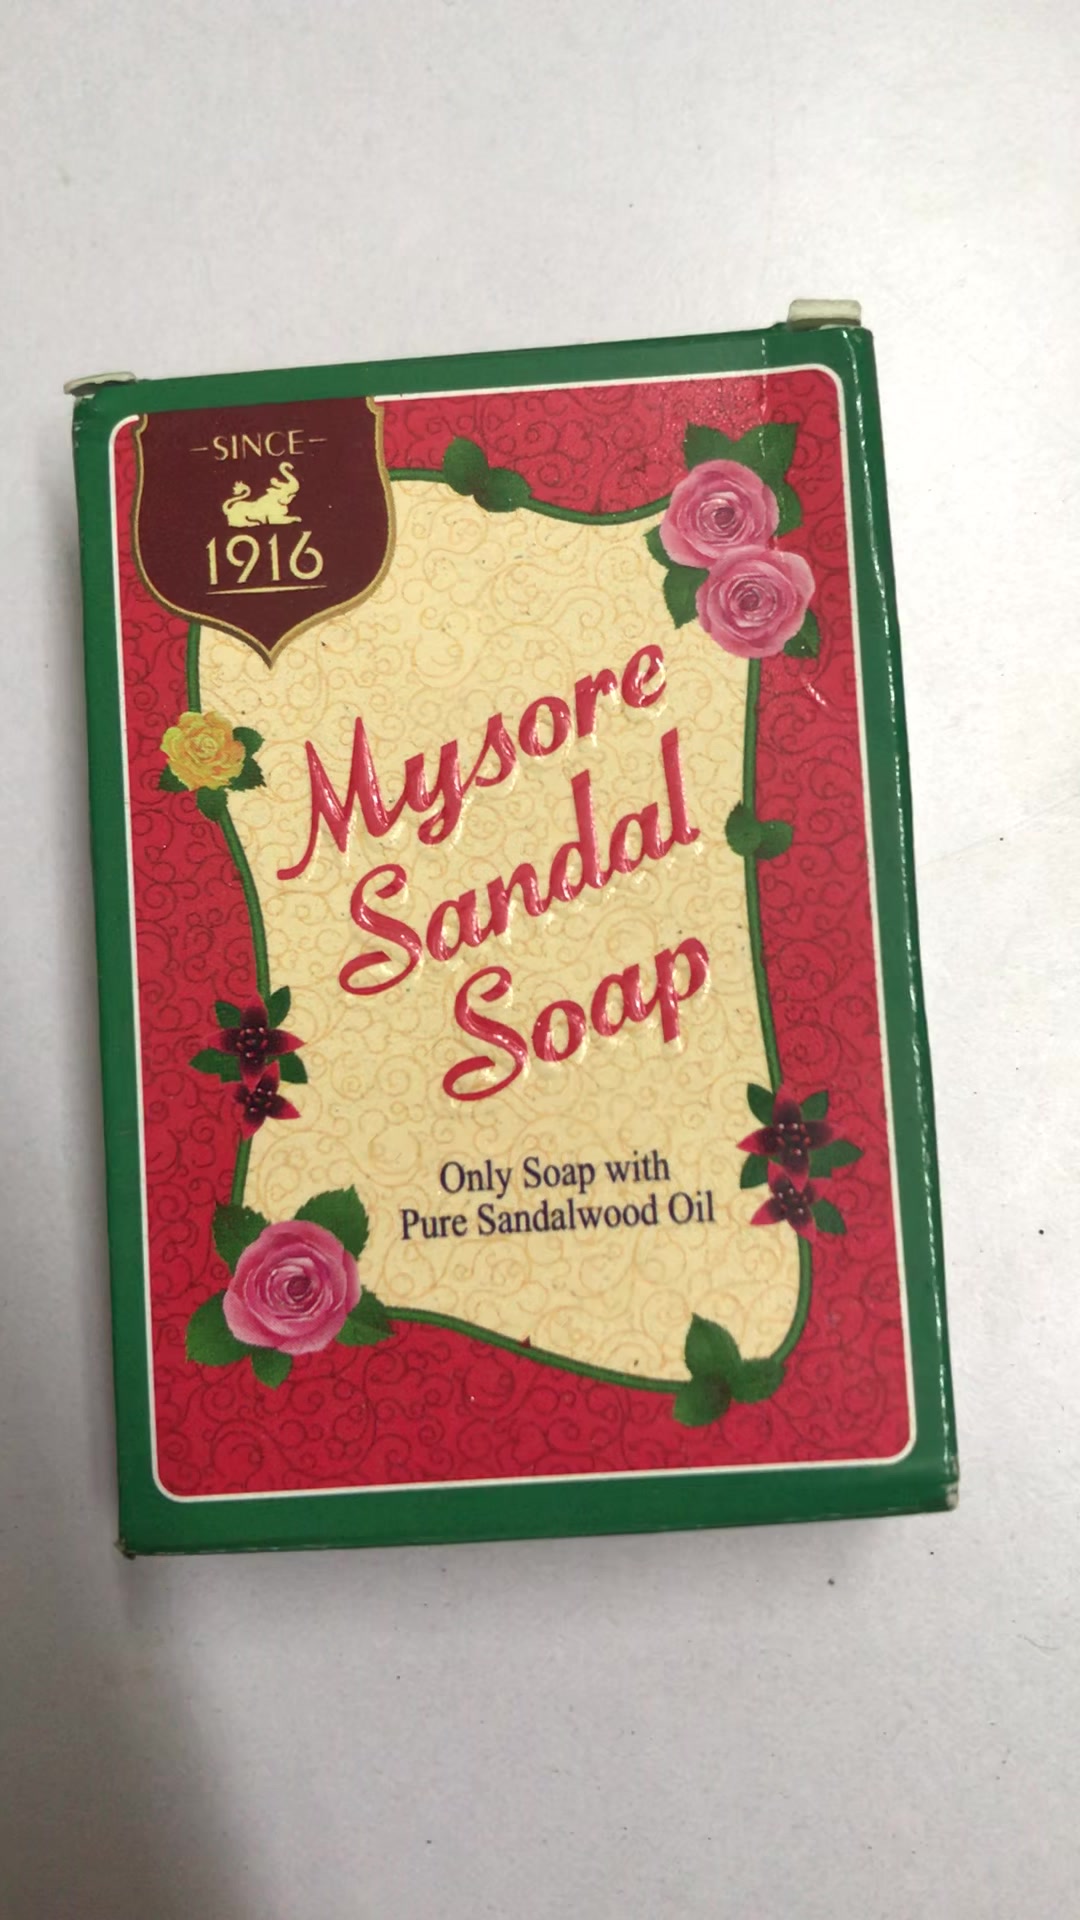 -SINCE-
1916
Mysore
Sandal
Soap
Only Soap with
Pure Sandalwood Oil